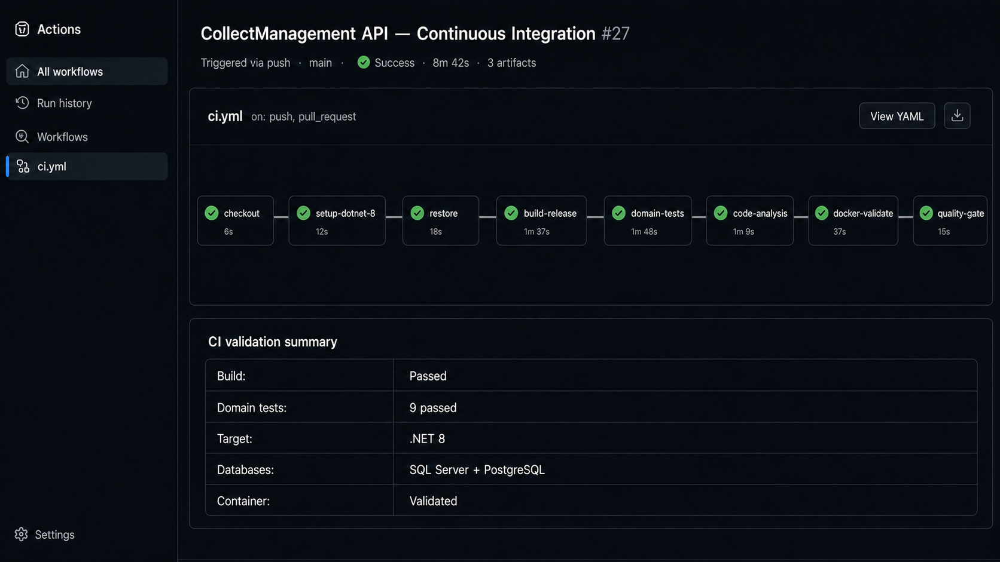 Actions
All workflows
Run history
Workflows
ci.yml
Settings
CollectManagement API — Continuous Integration #27
Triggered via push · main · Success · 8m 42s · 3 artifacts
ci.yml on: push, pull_request
View YAML
checkout
6s
setup-dotnet-8
12s
restore
18s
build-release
1m 37s
domain-tests
1m 48s
code-analysis
1m 9s
docker-validate
37s
quality-gate
15s
CI validation summary
Build: Passed
Domain tests: 9 passed
Target: .NET 8
Databases: SQL Server + PostgreSQL
Container: Validated